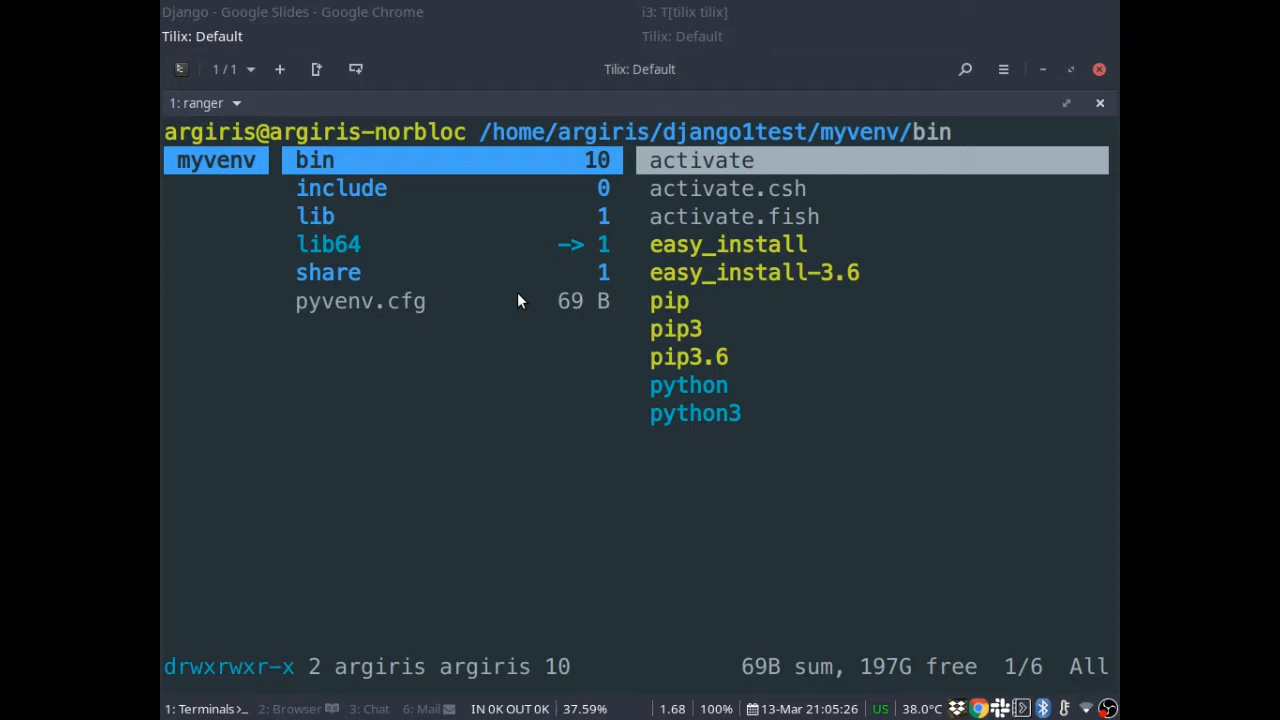 Django - Google Slides - Google Chrome
i3: T[tilix tilix]
Tilix: Default
Tilix: Default
1 / 1
Tilix: Default
1: ranger
argiris@argiris-norbloc /home/argiris/django1test/myvenv/bin
myvenv bin 10 activate
include 0 activate.csh
lib 1 activate.fish
lib64 -> 1 easy_install
share 1 easy_install-3.6
pyvenv.cfg 69 B pip
pip3
pip3.6
python
python3
drwxrwxr-x 2 argiris argiris 10 69B sum, 197G free 1/6 All
1: Terminals 2: Browser 3: Chat 6: Mail IN 0K OUT 0K 37.59% 1.68 100% 13-Mar 21:05:26 US 38.0°C